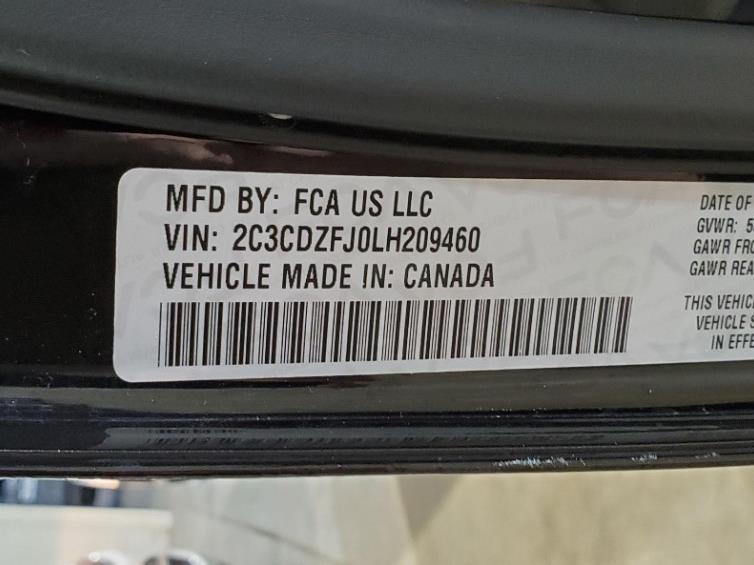 MFD BY: FCA US LLC
VIN: 2C3CDZFJ0LH209460
VEHICLE MADE IN: CANADA
DATE OF
GVWR: 5
GAWR FRO
GAWR REA
THIS VEHIC
VEHICLE S
IN EFFE